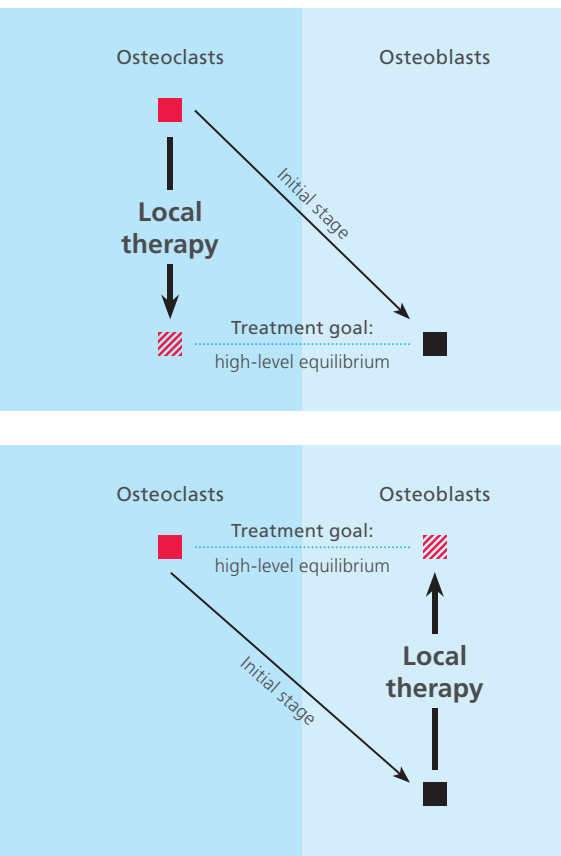 Osteoclasts
Osteoblasts
Initial stage
Local
therapy
Treatment goal:
high-level equilibrium
Osteoclasts
Osteoblasts
Treatment goal:
high-level equilibrium
Initial stage
Local
therapy